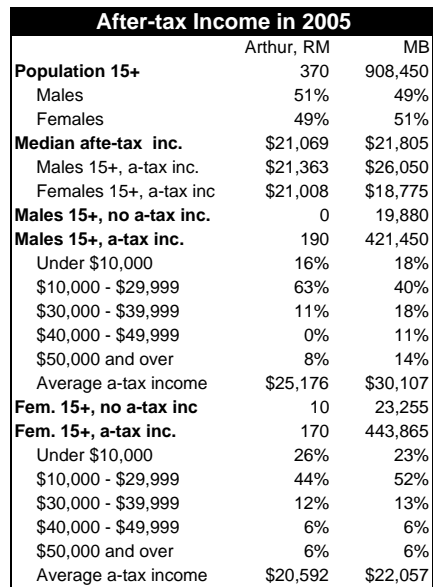 After-tax Income in 2005
Arthur, RM MB
Population 15+ 370 908,450
Males 51% 49%
Females 49% 51%
Median afte-tax inc. $21,069 $21,805
Males 15+, a-tax inc. $21,363 $26,050
Females 15+, a-tax inc $21,008 $18,775
Males 15+, no a-tax inc. 0 19,880
Males 15+, a-tax inc. 190 421,450
Under $10,000 16% 18%
$10,000 - $29,999 63% 40%
$30,000 - $39,999 11% 18%
$40,000 - $49,999 0% 11%
$50,000 and over 8% 14%
Average a-tax income $25,176 $30,107
Fem. 15+, no a-tax inc 10 23,255
Fem. 15+, a-tax inc. 170 443,865
Under $10,000 26% 23%
$10,000 - $29,999 44% 52%
$30,000 - $39,999 12% 13%
$40,000 - $49,999 6% 6%
$50,000 and over 6% 6%
Average a-tax income $20,592 $22,057